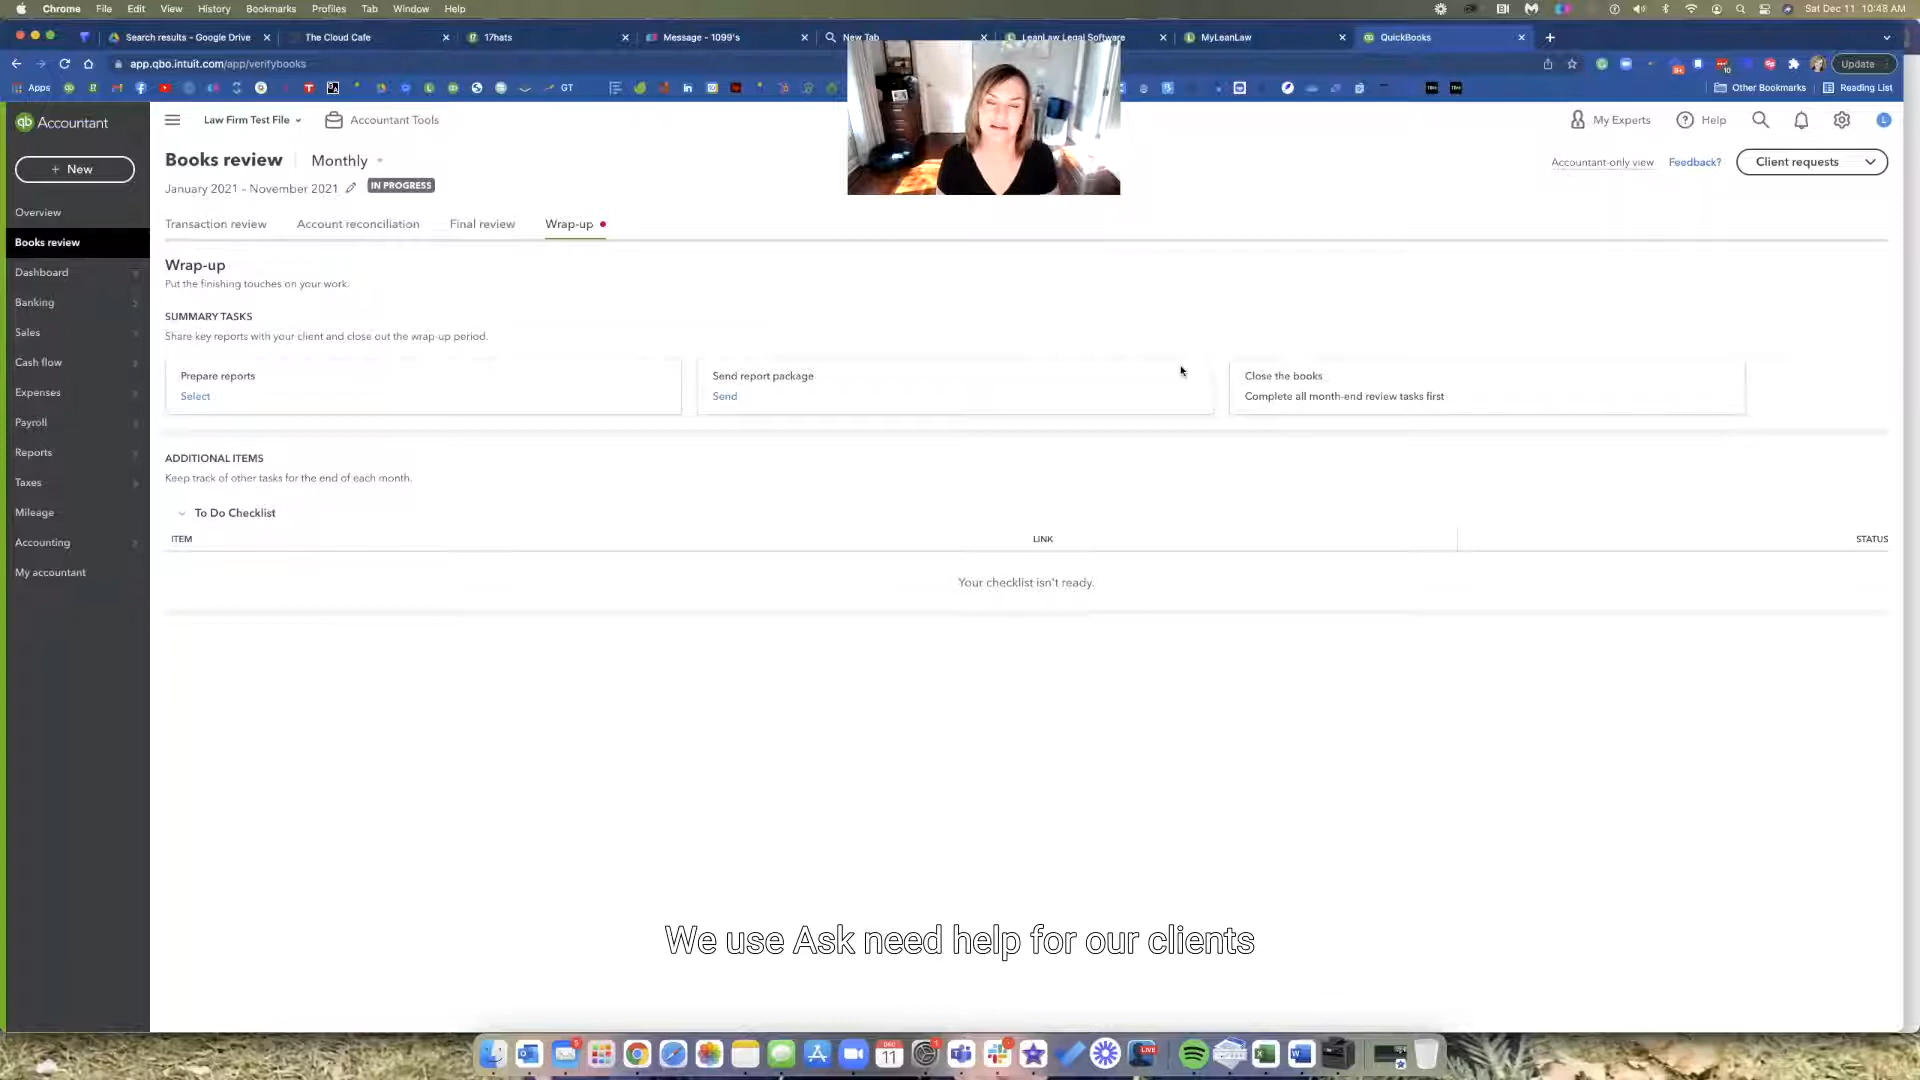 Chrome File Edit View History Bookmarks Profiles Tab Window Help Sat Dec 11 10:48 AM
Search results - Google Drive The Cloud Cafe 17hats Message - 1099's New Tab LeanLaw Legal Software MyLeanLaw QuickBooks
app.qbo.intuit.com/app/verifybooks Update
Apps GT Other Bookmarks Reading List
qb Accountant
Law Firm Test File Accountant Tools My Experts Help L
+ New
Books review Monthly Accountant-only view Feedback? Client requests
January 2021 - November 2021 IN PROGRESS
Transaction review Account reconciliation Final review Wrap-up
Overview
Books review
Dashboard
Banking
Sales
Cash flow
Expenses
Payroll
Reports
Taxes
Mileage
Accounting
My accountant
Wrap-up
Put the finishing touches on your work.
SUMMARY TASKS
Share key reports with your client and close out the wrap-up period.
Prepare reports Send report package Close the books
Select Send Complete all month-end review tasks first
ADDITIONAL ITEMS
Keep track of other tasks for the end of each month.
To Do Checklist
ITEM LINK STATUS
Your checklist isn't ready.
We use Ask need help for our clients
DEC
11
LIVE